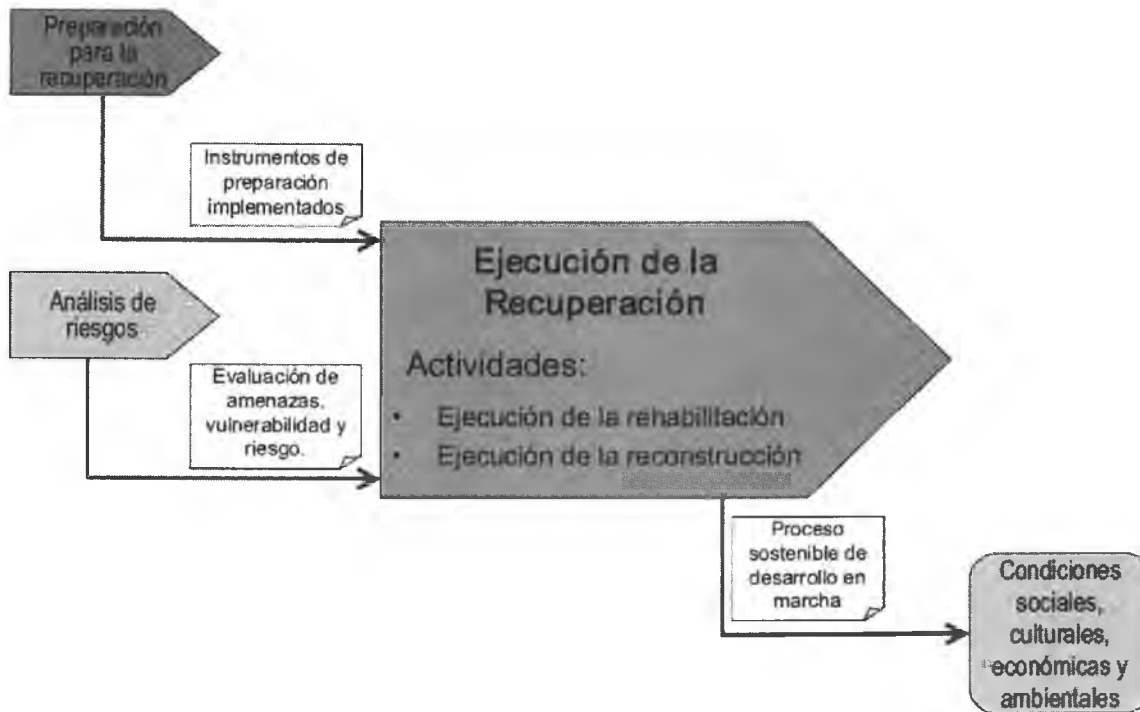 Preparación
para la
recuperación
Instrumentos de
preparación
implementados
Ejecución de la
Recuperación
Análisis de
riesgos
Actividades:
Evaluación de
amenazas,
vulnerabilidad y
riesgo.
• Ejecución de la rehabilitación
• Ejecución de la reconstrucción
Proceso
sostenible de
desarrollo en
marcha
Condiciones
sociales,
culturales,
económicas y
ambientales